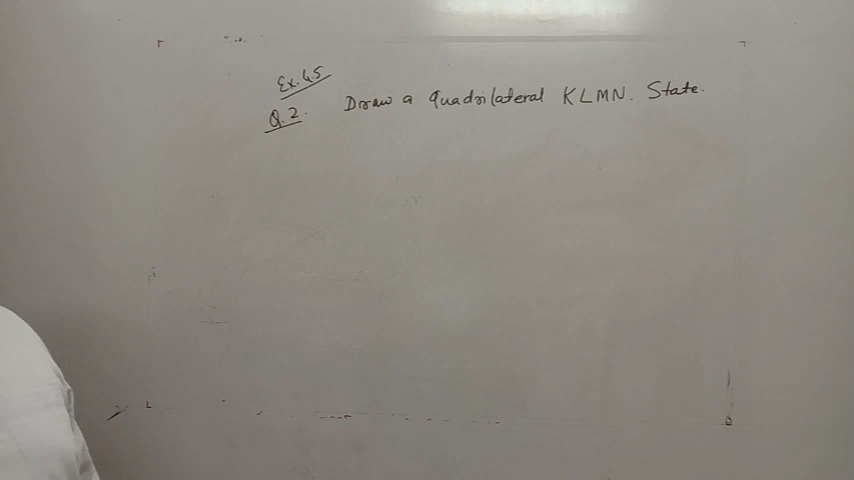 Ex. 4.5
Q. 2. Draw a quadrilateral KLMN. State.